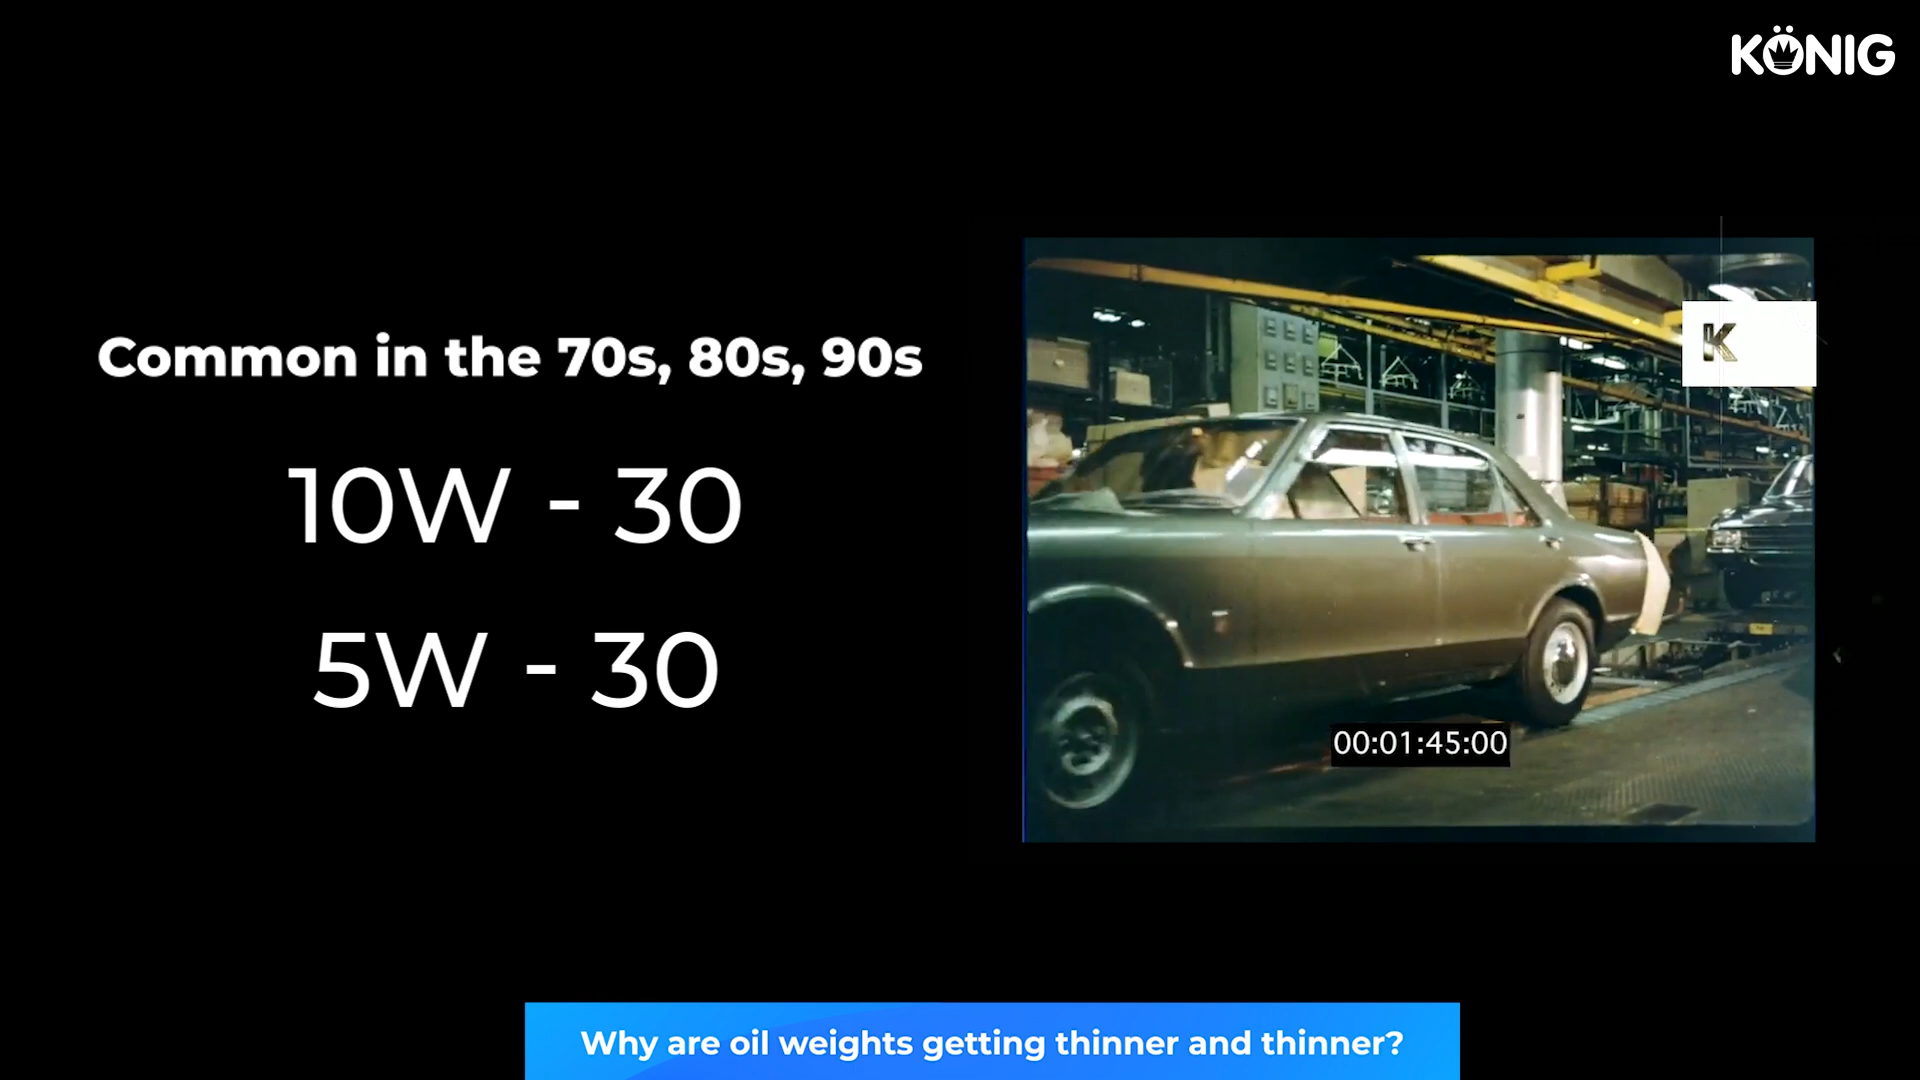 KÖNIG
Common in the 70s, 80s, 90s
10W - 30
5W - 30
K
00:01:45:00
Why are oil weights getting thinner and thinner?